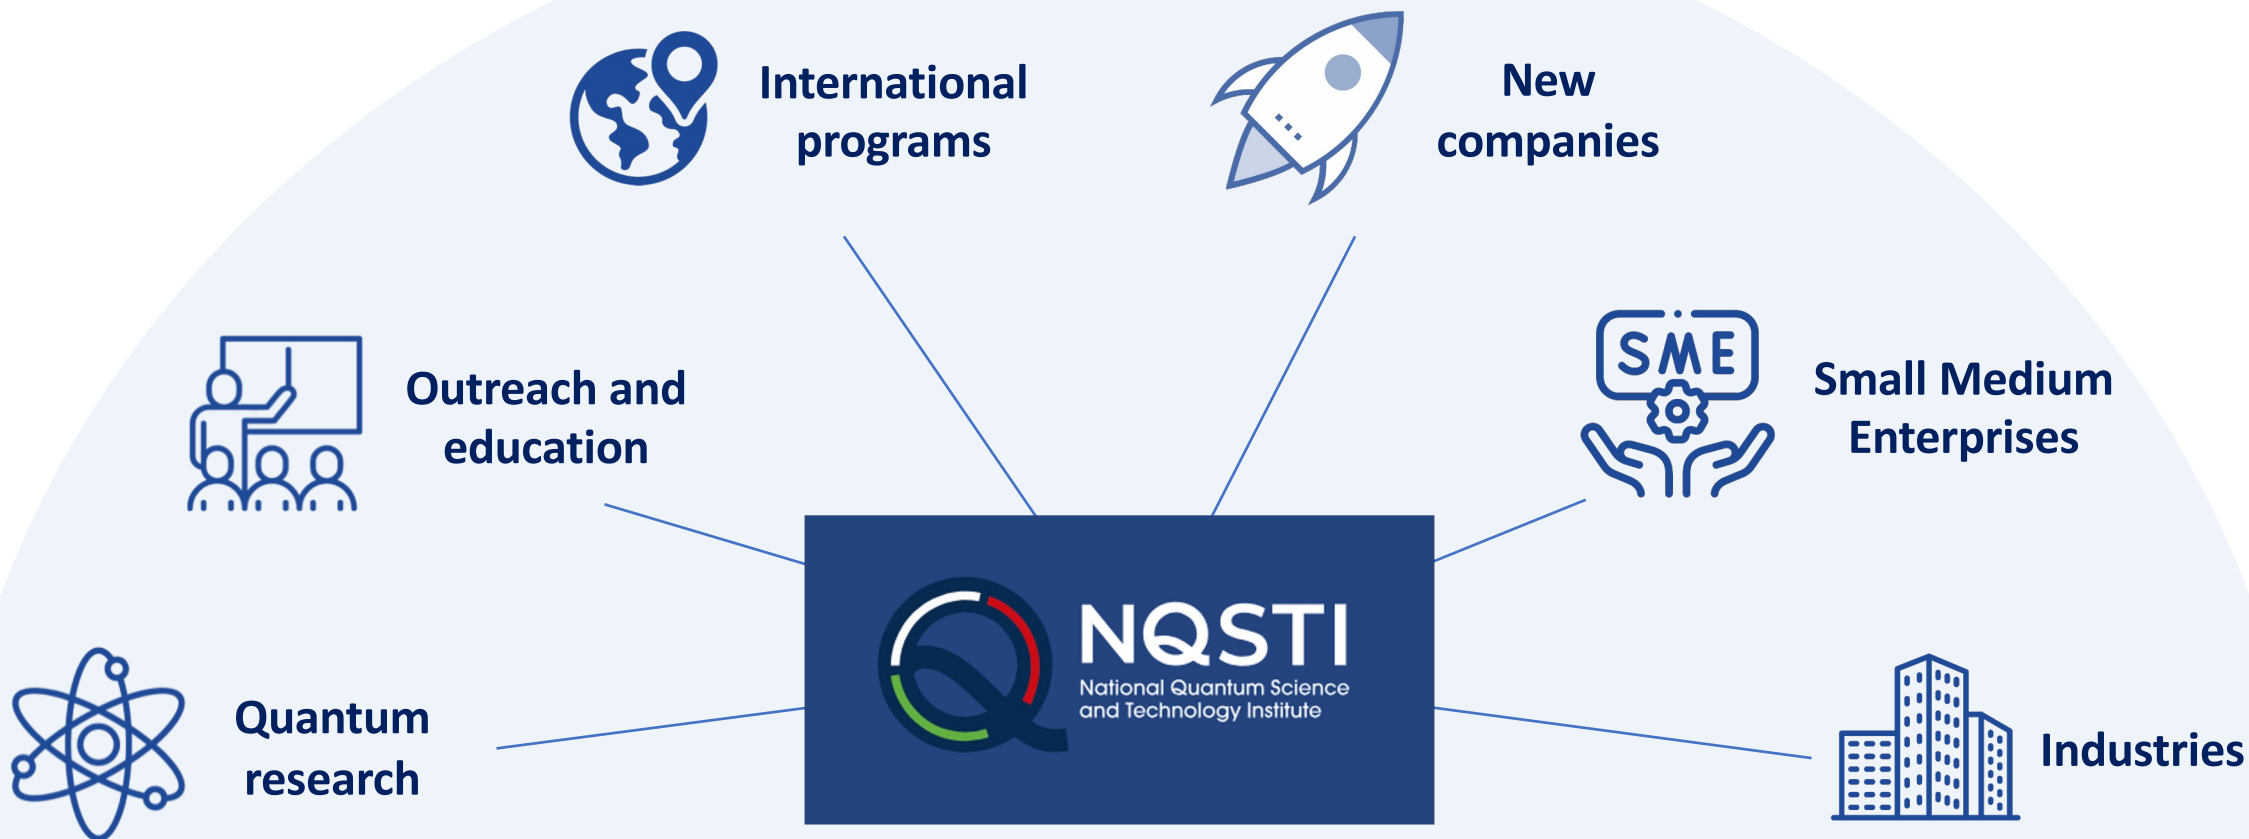 International
programs
New
companies
SME
Outreach and
education
Small Medium
Enterprises
NQSTI
National Quantum Science
and Technology Institute
Quantum
research
Industries